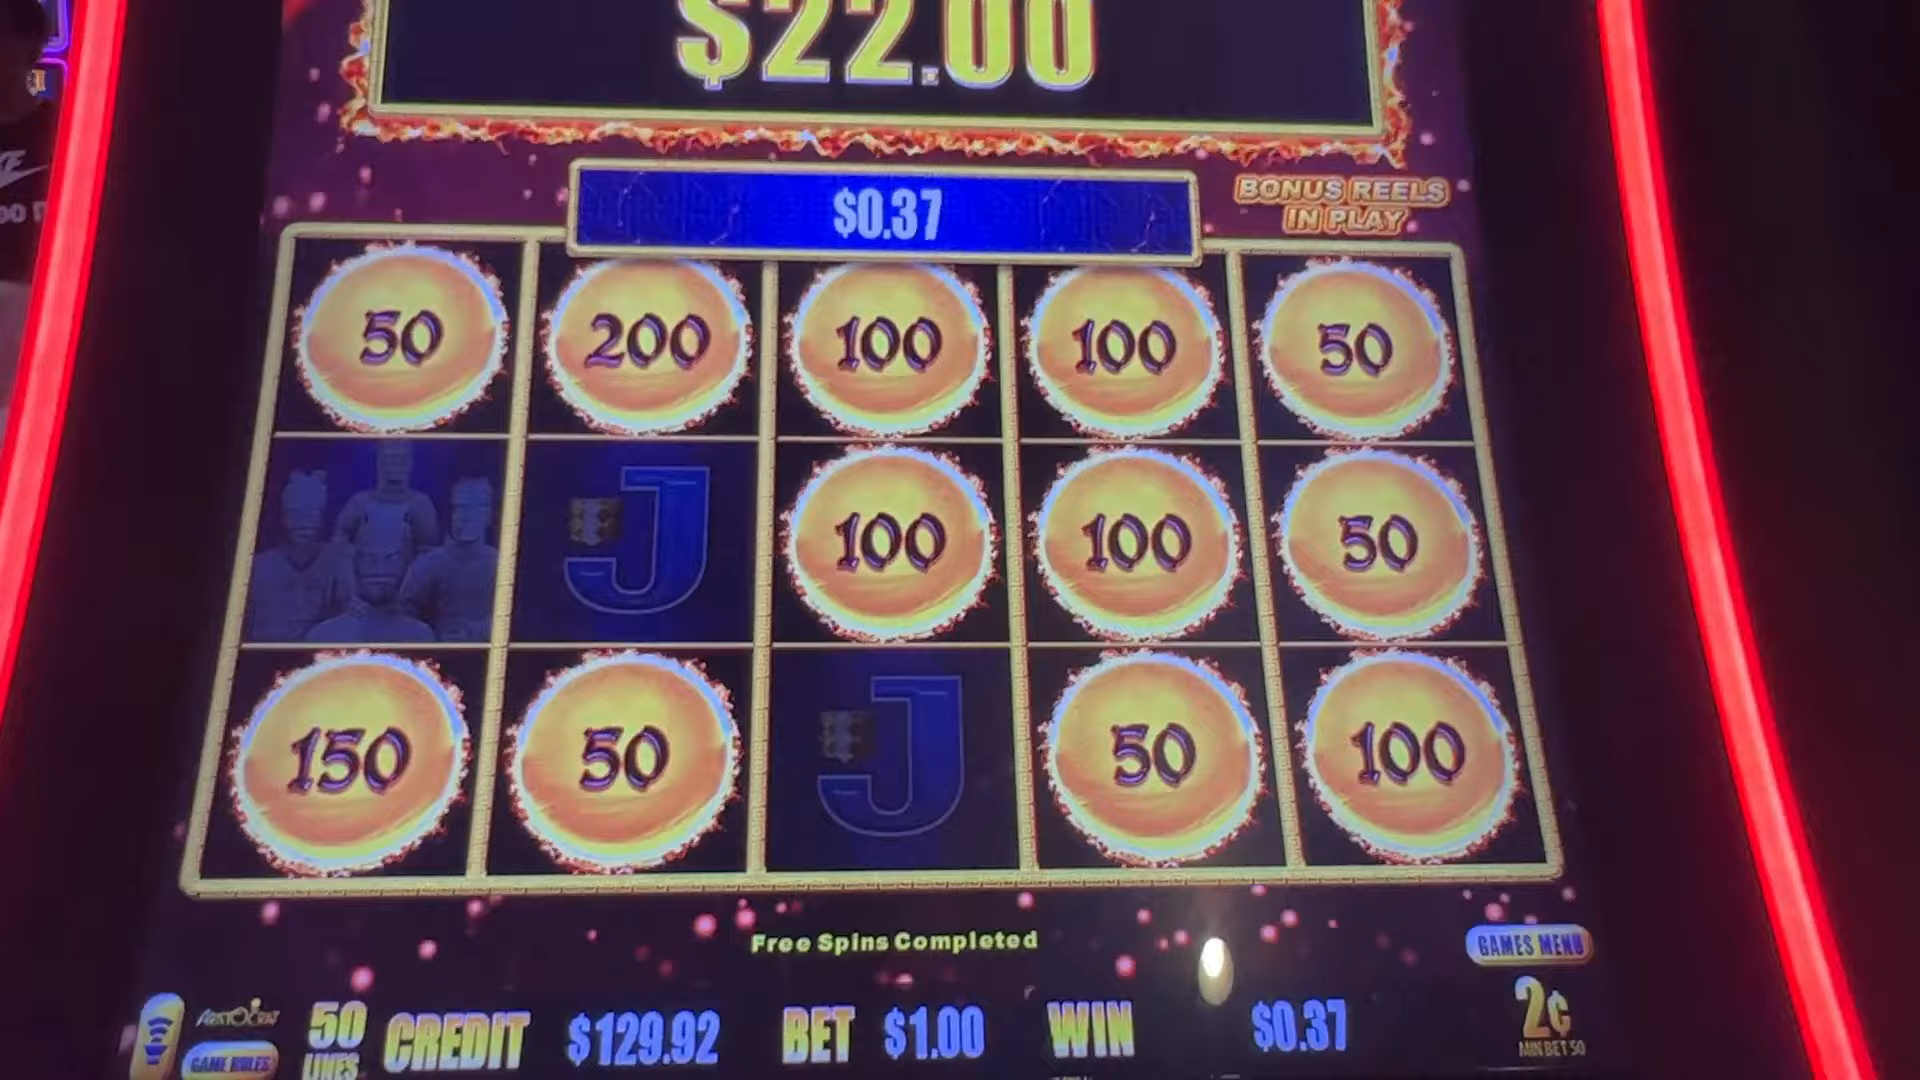 $22.00
$0.37
BONUS REELS
IN PLAY
50 200 100 100 50
J 100 100 50
150 50 J 50 100
Free Spins Completed
GAMES MENU
ARISTOCRAT
GAME RULES
50
LINES
CREDIT $129.92 BET $1.00 WIN $0.37
2¢
MIN BET 50